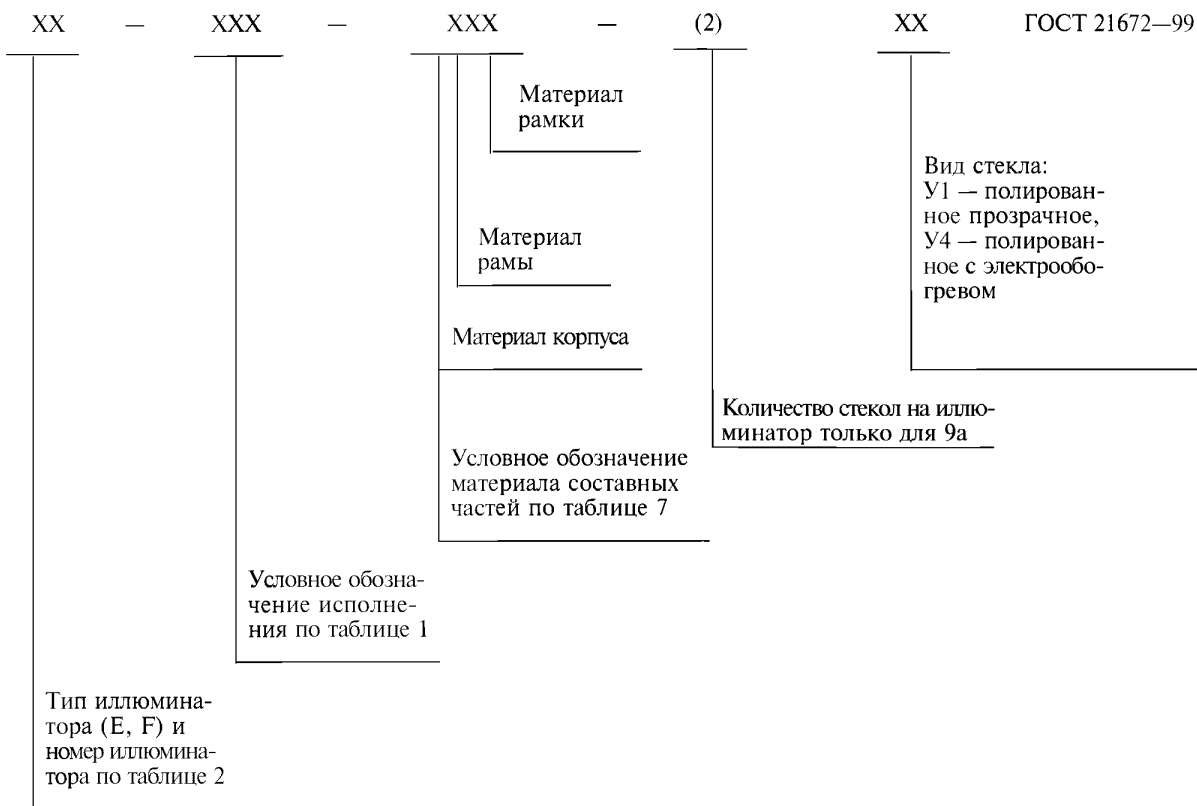 XX — XXX — XXX — (2) XX ГОСТ 21672—99
Материал
рамки
Вид стекла:
У1 — полирован-
ное прозрачное,
У4 — полирован-
ное с электрообо-
гревом
Материал
рамы
Материал корпуса
Количество стекол на иллю-
минатор только для 9а
Условное обозначение
материала составных
частей по таблице 7
Условное обозна-
чение исполне-
ния по таблице 1
Тип иллюмина-
тора (E, F) и
номер иллюмина-
тора по таблице 2